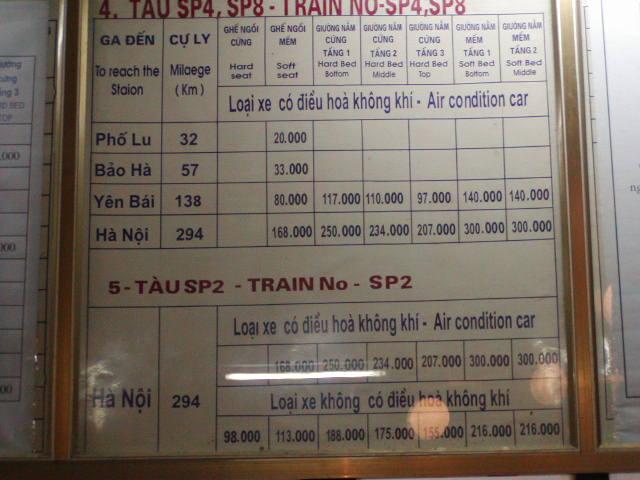 4. TÀU SP4, SP8 - TRAIN NO-SP4,SP8
GA ĐẾN
To reach the
Staion
CỰ LY
Milaege
( Km )
GHẾ NGỒI
CỨNG
Hard
seat
GHẾ NGỒI
MỀM
Soft
seat
GIƯỜNG NẰM
CỨNG
TẦNG 1
Hard Bed
Bottom
GIƯỜNG NẰM
CỨNG
TẦNG 2
Hard Bed
Middle
GIƯỜNG NẰM
CỨNG
TẦNG 3
Hard Bed
Top
GIƯỜNG NẰM
MỀM
TẦNG 1
Soft Bed
Bottom
GIƯỜNG NẰM
MỀM
TẦNG 2
Soft Bed
Middle
Loại xe có điều hoà không khí - Air condition car
Phố Lu 32 20.000
Bảo Hà 57 33.000
Yên Bái 138 80.000 117.000 110.000 97.000 140.000 140.000
Hà Nội 294 168.000 250.000 234.000 207.000 300.000 300.000
5 - TÀU SP2 - TRAIN No - SP2
Loại xe có điều hoà không khí - Air condition car
168.000 250.000 234.000 207.000 300.000 300.000
Hà Nội 294
Loại xe không có điều hoà không khí
98.000 113.000 188.000 175.000 155.000 216.000 216.000